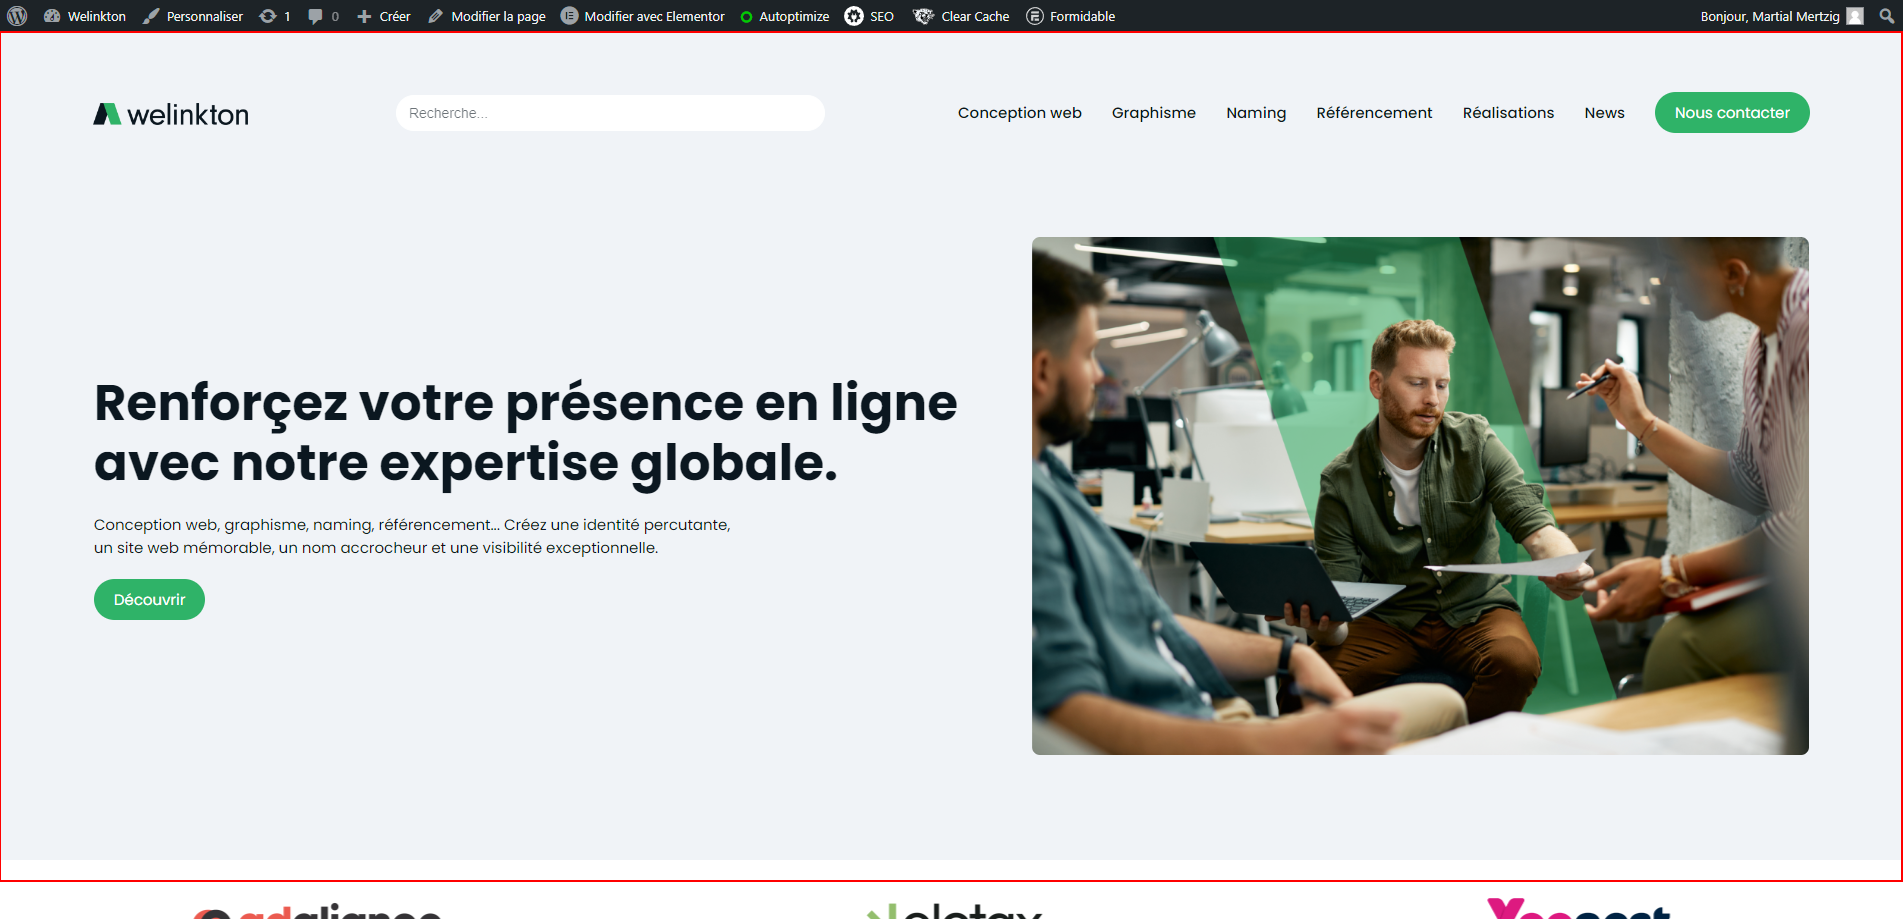 Welinkton Personnaliser 1 0 Créer Modifier la page Modifier avec Elementor Autoptimize SEO Clear Cache Formidable Bonjour, Martial Mertzig
welinkton Recherche... Conception web Graphisme Naming Référencement Réalisations News Nous contacter
Renforçez votre présence en ligne
avec notre expertise globale.
Conception web, graphisme, naming, référencement... Créez une identité percutante,
un site web mémorable, un nom accrocheur et une visibilité exceptionnelle.
Découvrir